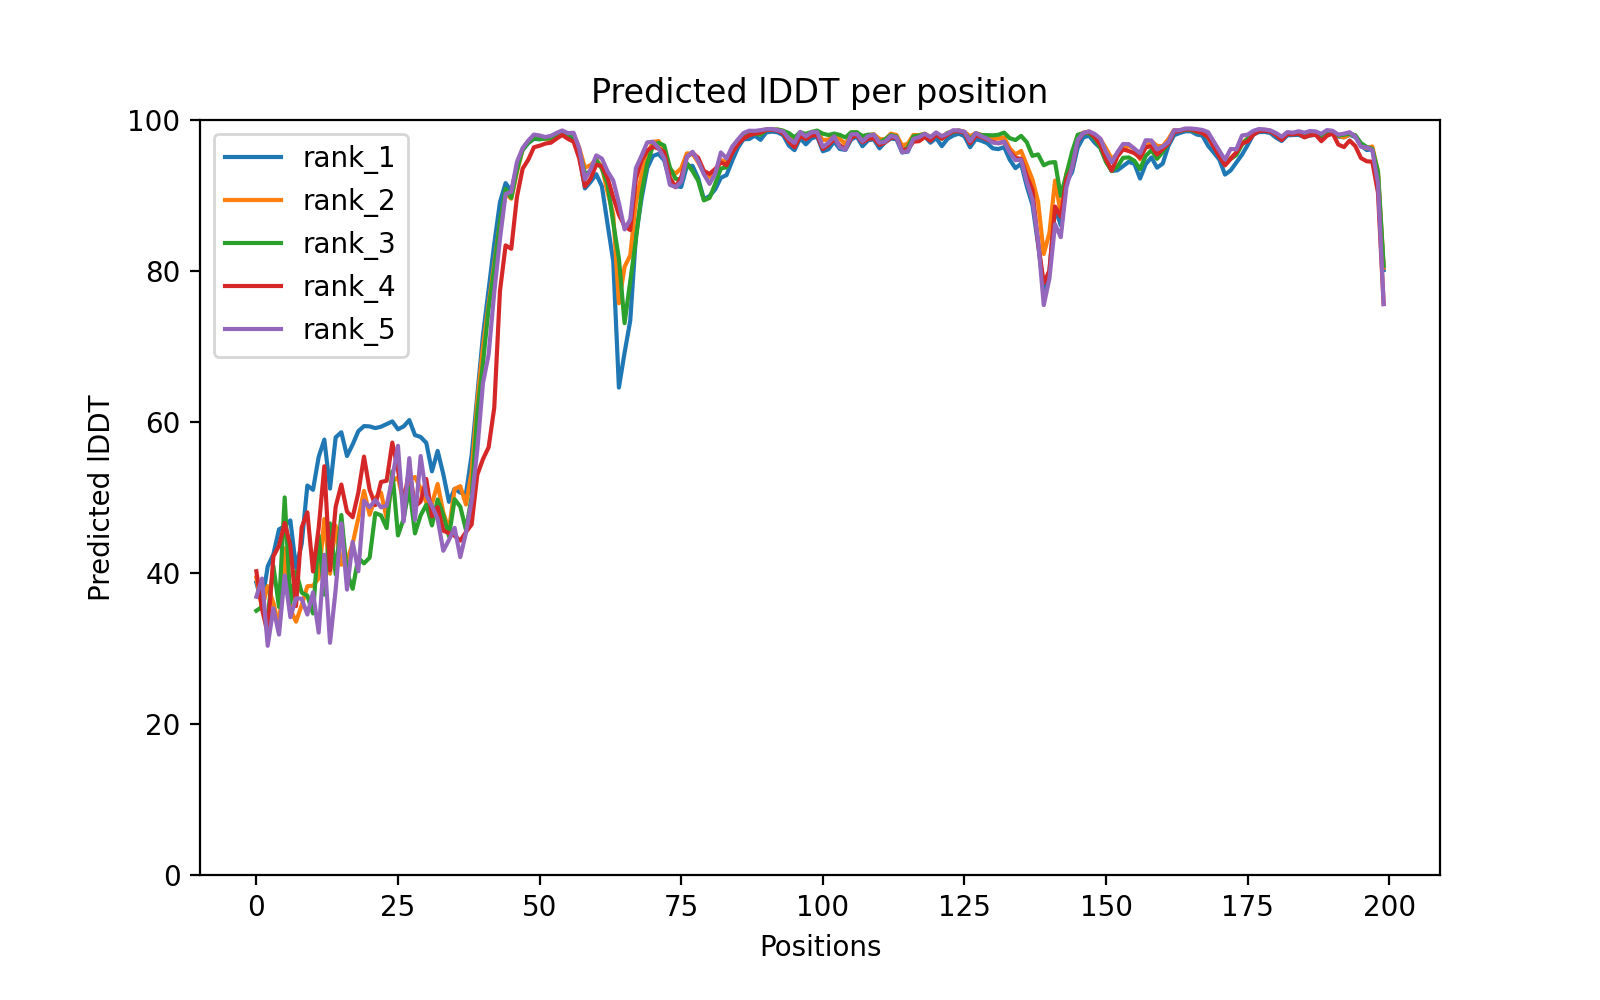 Predicted lDDT per position
100
80
60
40
20
0
Predicted lDDT
rank_1
rank_2
rank_3
rank_4
rank_5
0 25 50 75 100 125 150 175 200
Positions